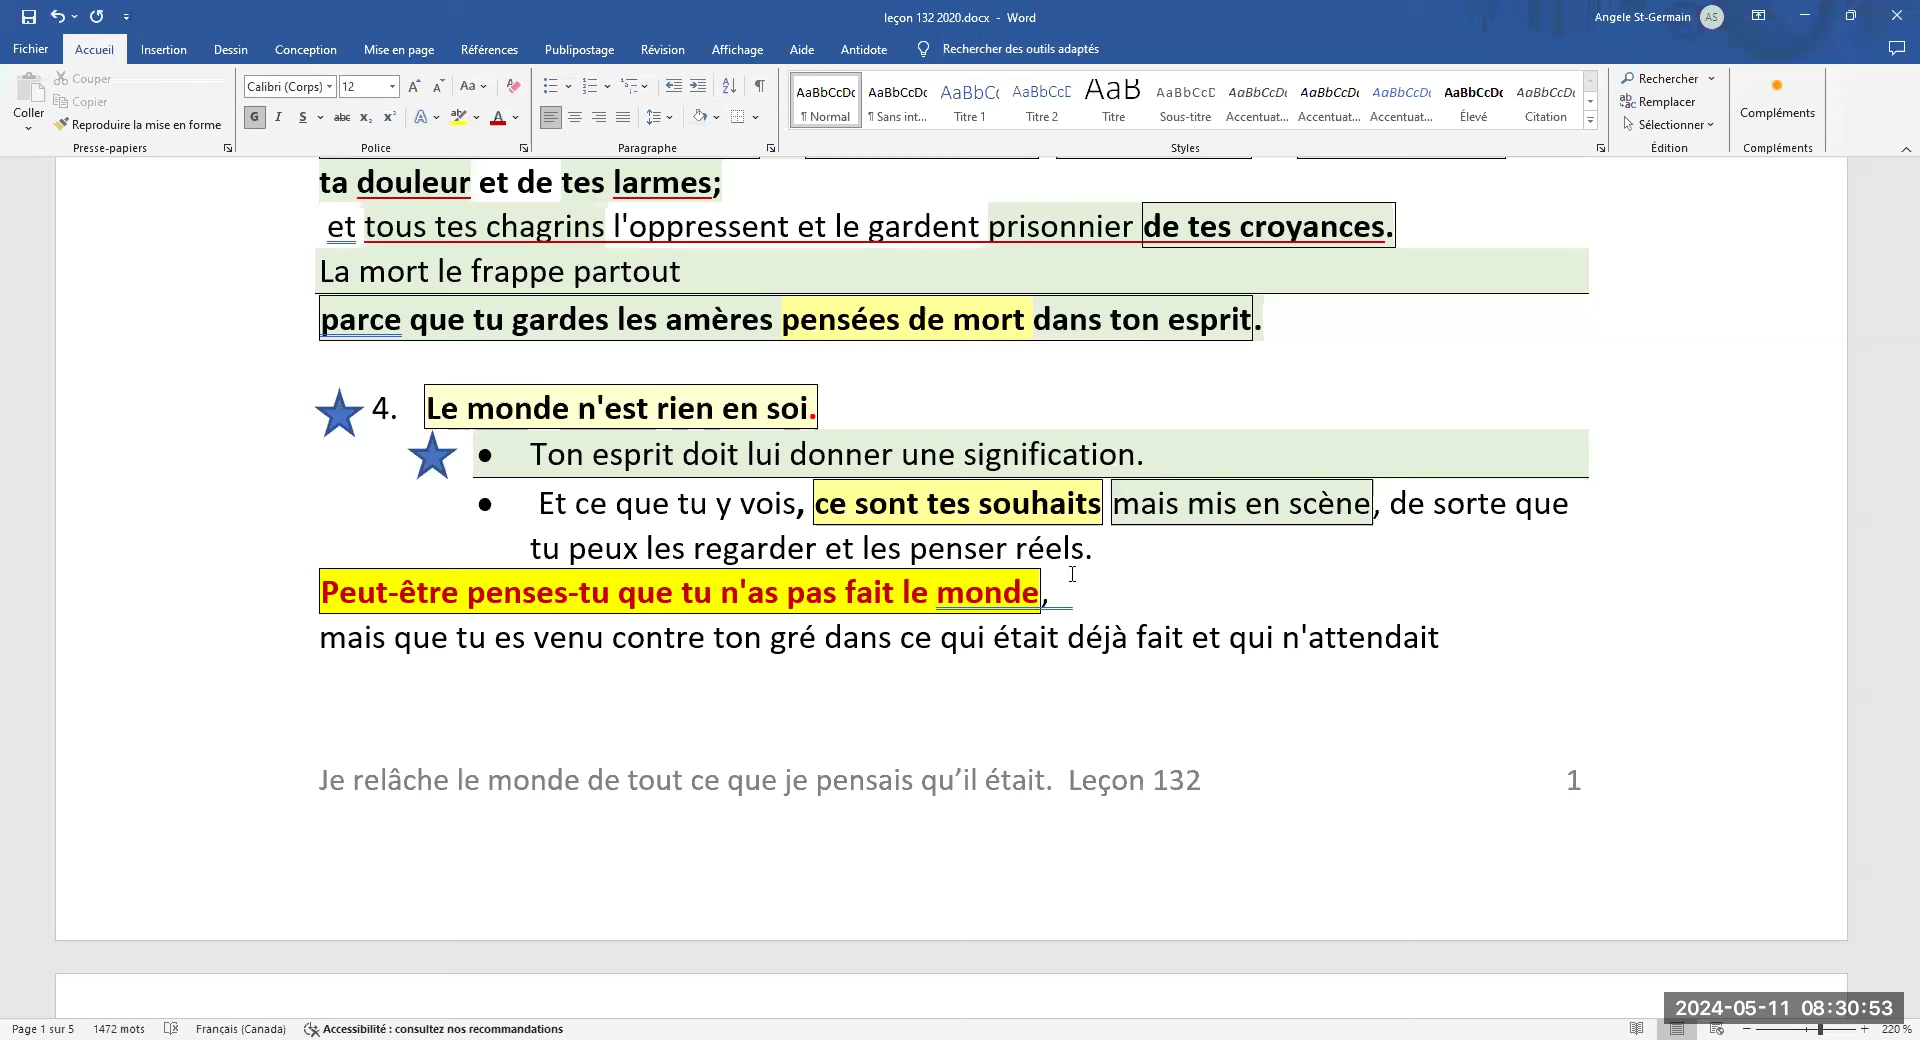 leçon 132 2020.docx - Word
Angele St-Germain AS
Fichier Accueil Insertion Dessin Conception Mise en page Références Publipostage Révision Affichage Aide Antidote Rechercher des outils adaptés
Coller
Couper
Copier
Reproduire la mise en forme
Presse-papiers
Calibri (Corps) 12
G I S abc x₂ x²
Police
Paragraphe
AaBbCcDc AaBbCcDc AaBbCc AaBbCcD AaB AaBbCcD AaBbCcDc AaBbCcDc AaBbCcDc AaBbCcDc AaBbCcDc
¶ Normal ¶ Sans int... Titre 1 Titre 2 Titre Sous-titre Accentuat... Accentuat... Accentuat... Élevé Citation
Styles
Rechercher
Remplacer
Sélectionner
Édition
Compléments
Compléments
ta douleur et de tes larmes;
et tous tes chagrins l'oppressent et le gardent prisonnier de tes croyances.
La mort le frappe partout
parce que tu gardes les amères pensées de mort dans ton esprit.
4. Le monde n'est rien en soi.
● Ton esprit doit lui donner une signification.
● Et ce que tu y vois, ce sont tes souhaits mais mis en scène, de sorte que
tu peux les regarder et les penser réels.
Peut-être penses-tu que tu n'as pas fait le monde,
mais que tu es venu contre ton gré dans ce qui était déjà fait et qui n'attendait
Je relâche le monde de tout ce que je pensais qu’il était. Leçon 132 1
2024-05-11 08:30:53
Page 1 sur 5 1472 mots Français (Canada) Accessibilité : consultez nos recommandations 220 %